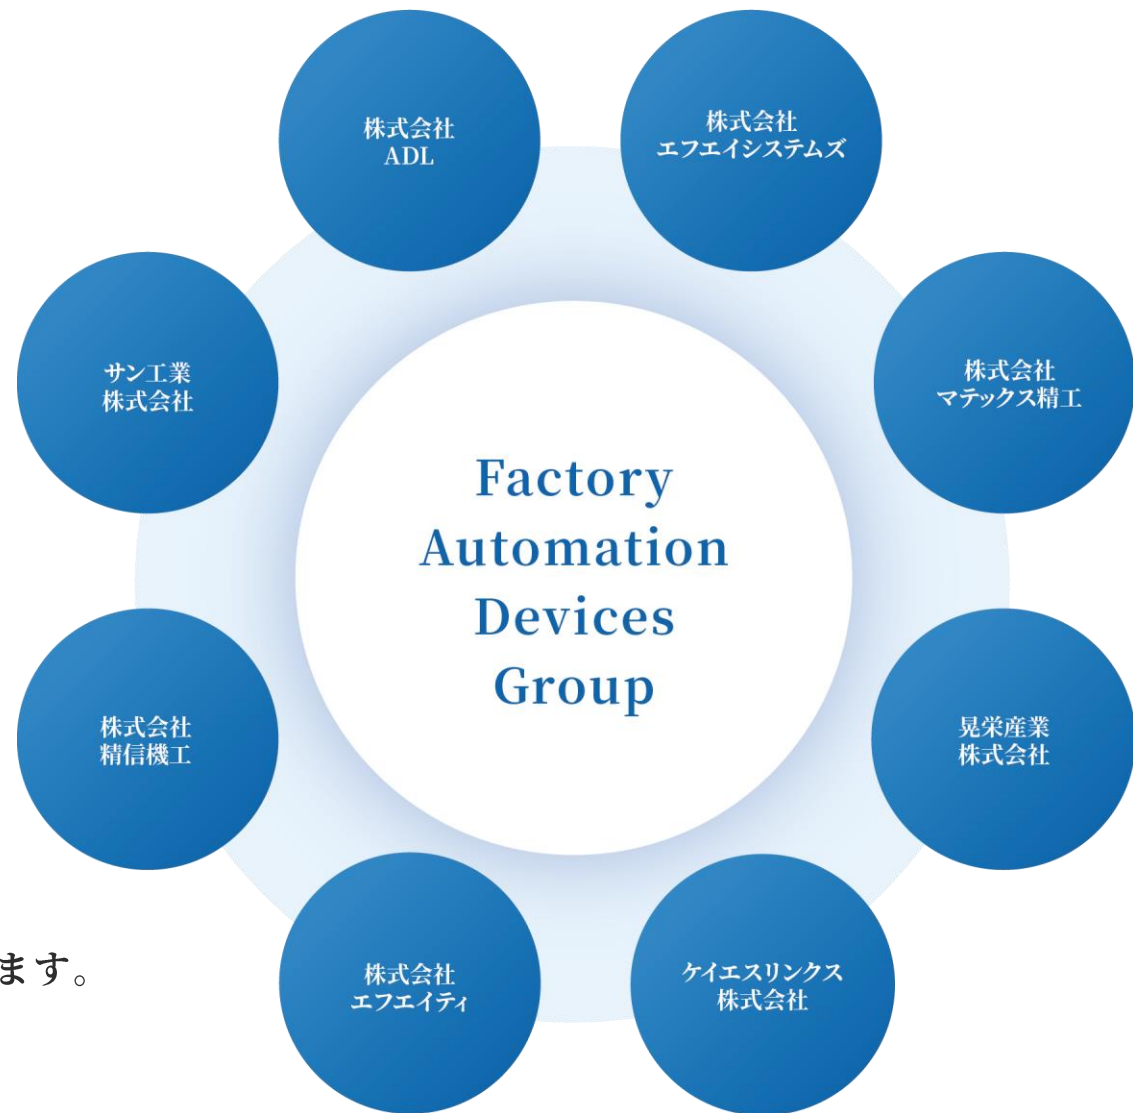 株式会社
ADL
株式会社
エフエイシステムズ
サン工業
株式会社
株式会社
マテックス精工
Factory
Automation
Devices
Group
株式会社
精信機工
晃栄産業
株式会社
ます。
株式会社
エフエイティ
ケイエスリンクス
株式会社